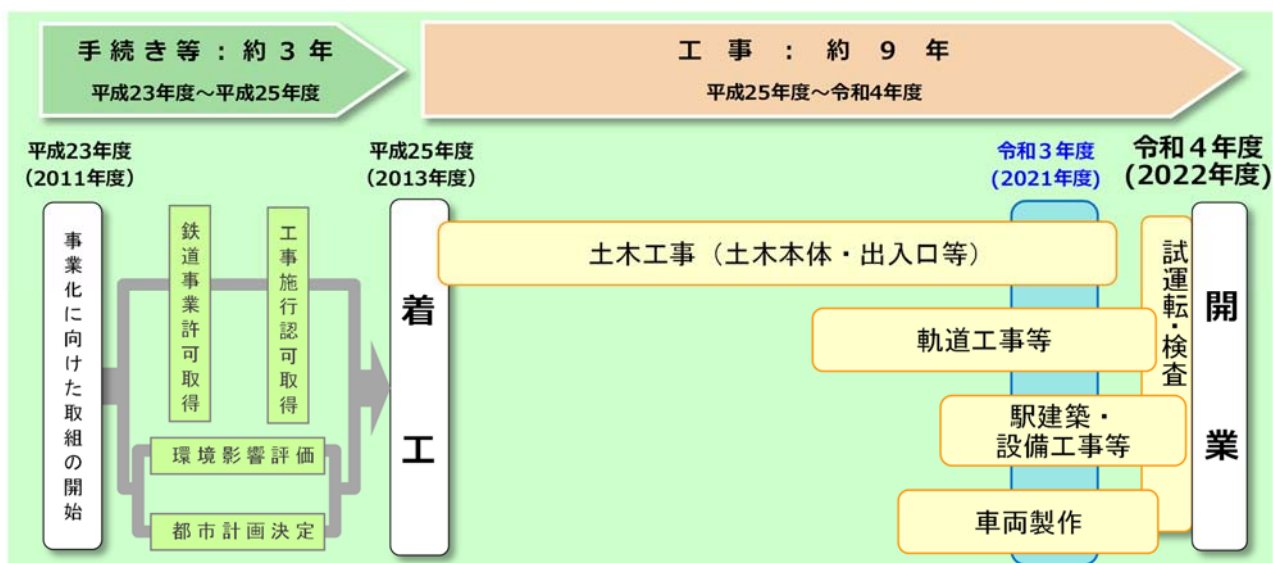 手続き等：約３年
平成23年度～平成25年度
工事：約９年
平成25年度～令和4年度
平成23年度
（2011年度）
平成25年度
（2013年度）
令和３年度
(2021年度)
令和４年度
(2022年度)
事業化に向けた取組の開始
鉄道事業許可取得
工事施行認可取得
環境影響評価
都市計画決定
着工
土木工事（土木本体・出入口等）
軌道工事等
駅建築・
設備工事等
車両製作
試運転・検査
開業